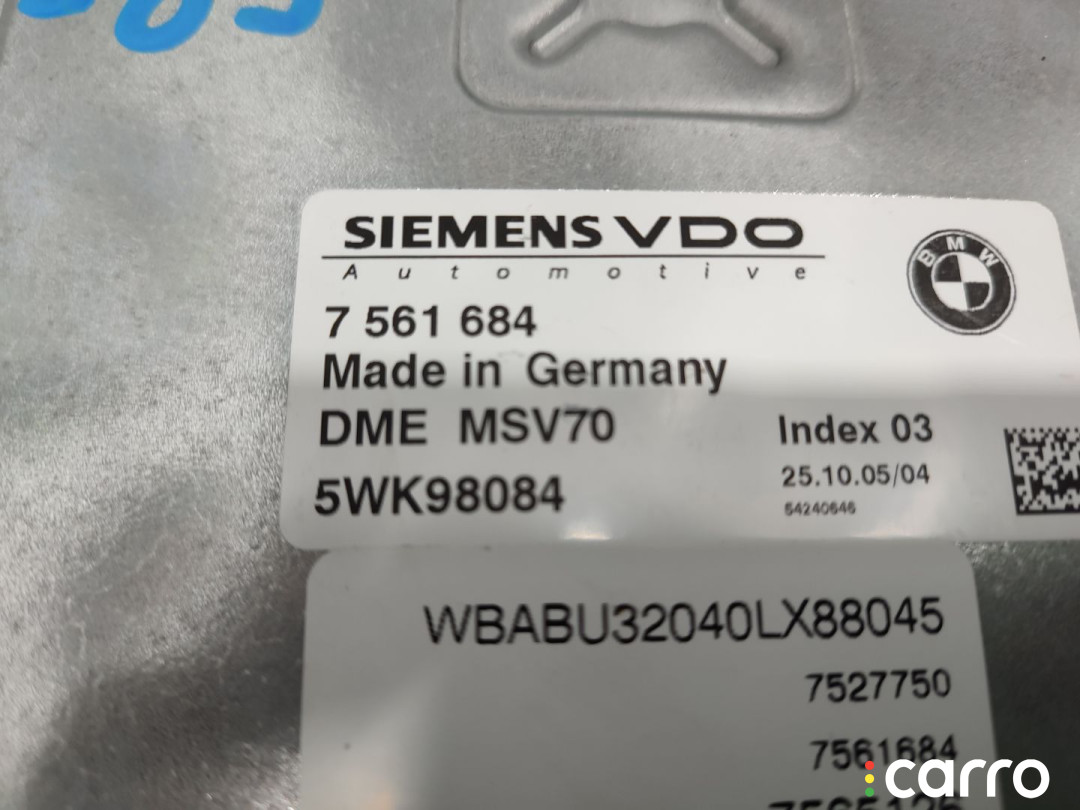 SIEMENS VDO
Automotive
BMW
7 561 684
Made in Germany
DME MSV70
Index 03
25.10.05/04
5WK98084
54240646
WBABU32040LX88045
7527750
7561684
carro